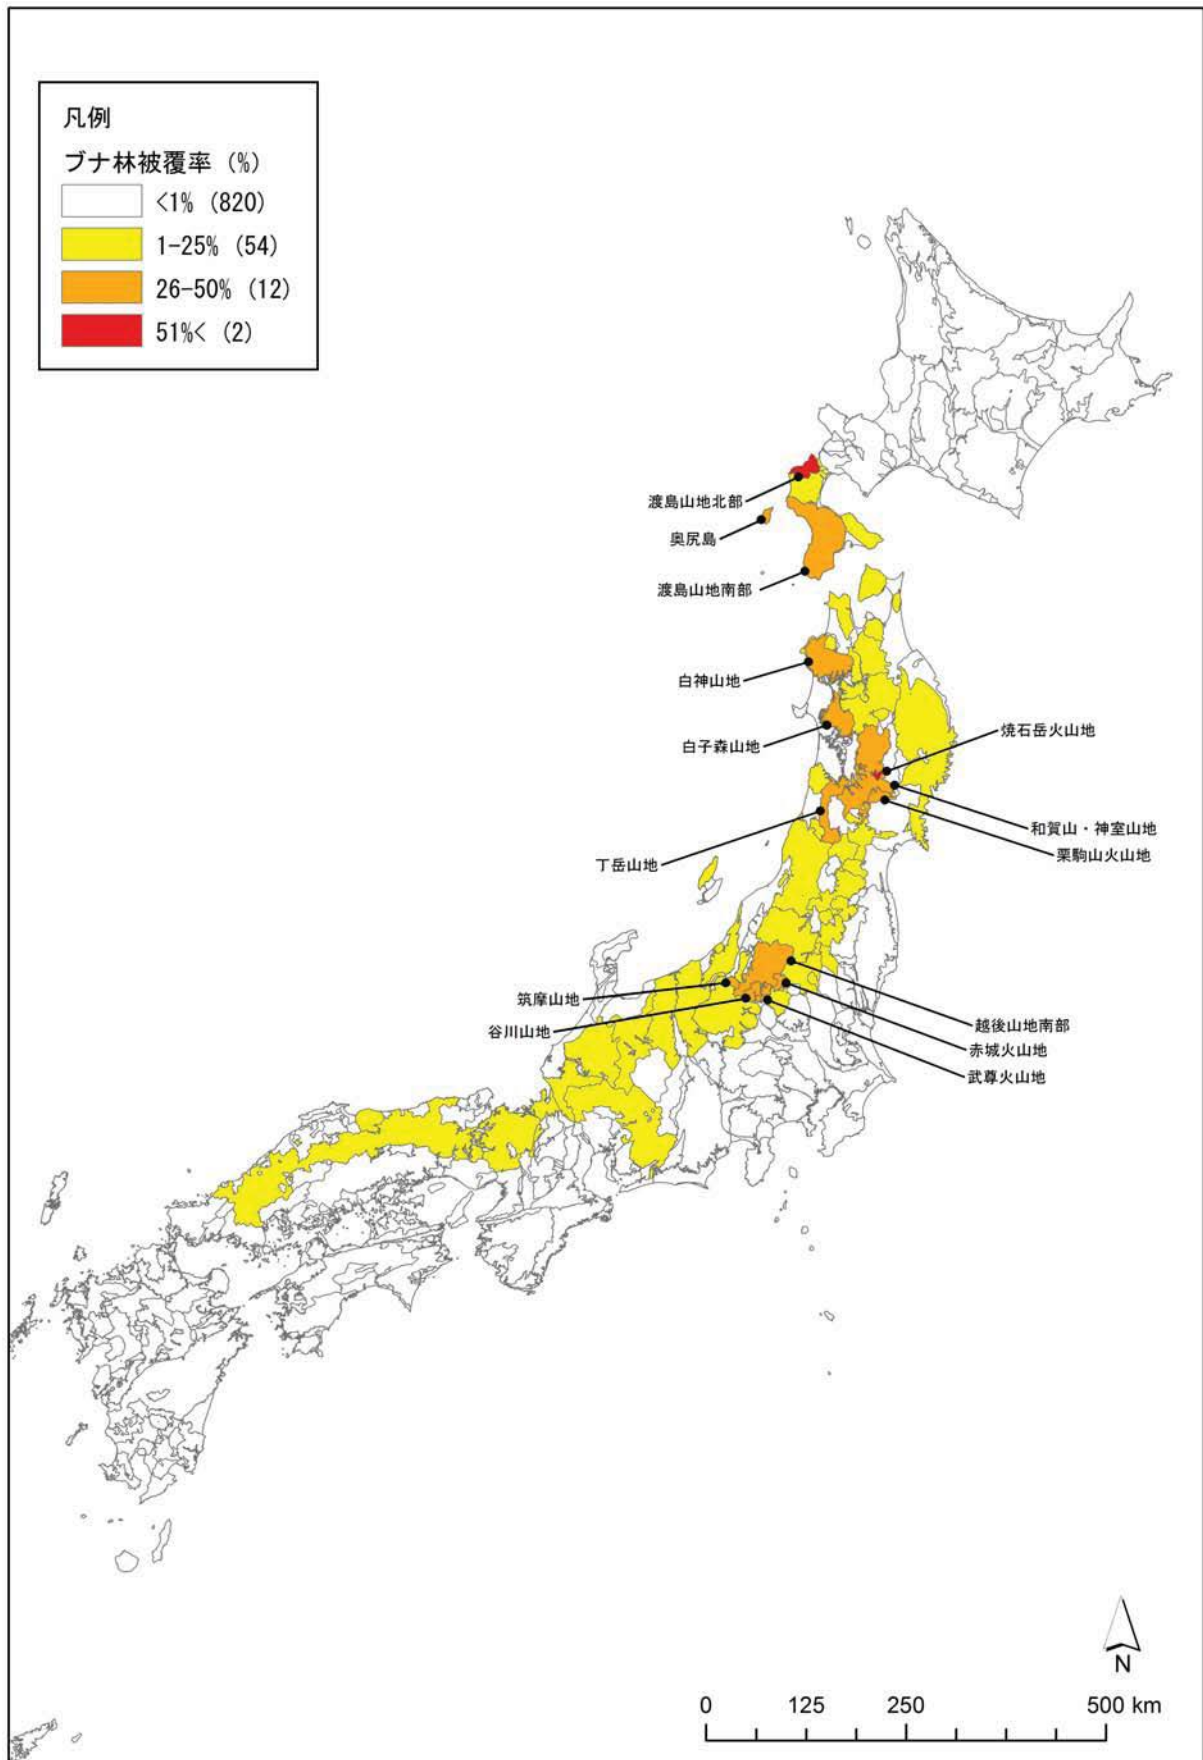 凡例
ブナ林被覆率 (%)
<1% (820)
1-25% (54)
26-50% (12)
51%< (2)
渡島山地北部
奥尻島
渡島山地南部
白神山地
白子森山地
焼石岳火山地
和賀山・神室山地
栗駒山火山地
丁岳山地
筑摩山地
谷川山地
越後山地南部
赤城火山地
武尊火山地
N
0 125 250 500 km